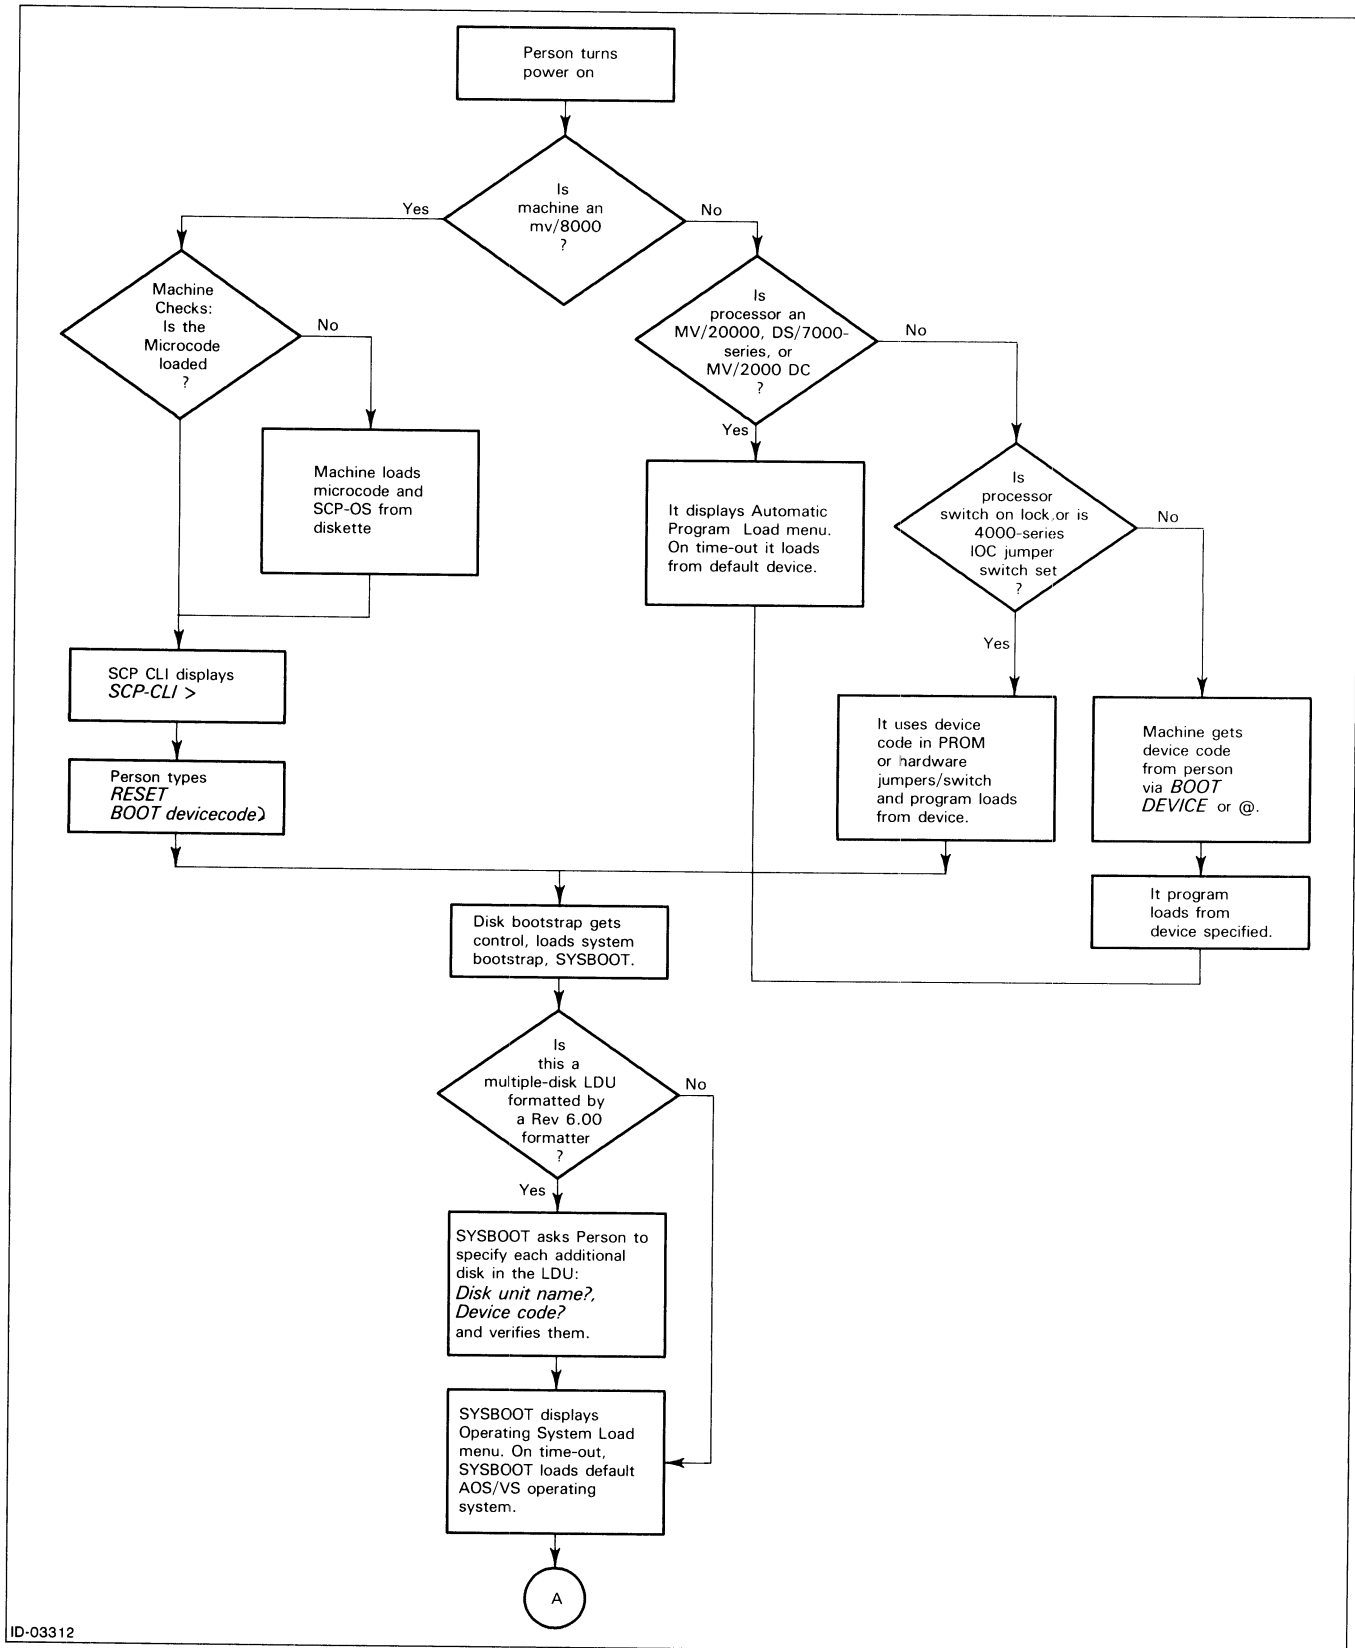 Person turns
power on
Is
machine an
mv/8000
?
Yes
No
Machine
Checks:
Is the
Microcode
loaded
?
No
Machine loads
microcode and
SCP-OS from
diskette
Is
processor an
MV/20000, DS/7000-
series, or
MV/2000 DC
?
No
Yes
It displays Automatic
Program Load menu.
On time-out it loads
from default device.
Is
processor
switch on lock,or is
4000-series
IOC jumper
switch set
?
No
Yes
SCP CLI displays
SCP-CLI >
Person types
RESET
BOOT devicecode)
It uses device
code in PROM
or hardware
jumpers/switch
and program loads
from device.
Machine gets
device code
from person
via BOOT
DEVICE or @.
It program
loads from
device specified.
Disk bootstrap gets
control, loads system
bootstrap, SYSBOOT.
Is
this a
multiple-disk LDU
formatted by
a Rev 6.00
formatter
?
No
Yes
SYSBOOT asks Person to
specify each additional
disk in the LDU:
Disk unit name?,
Device code?
and verifies them.
SYSBOOT displays
Operating System Load
menu. On time-out,
SYSBOOT loads default
AOS/VS operating
system.
A
ID-03312